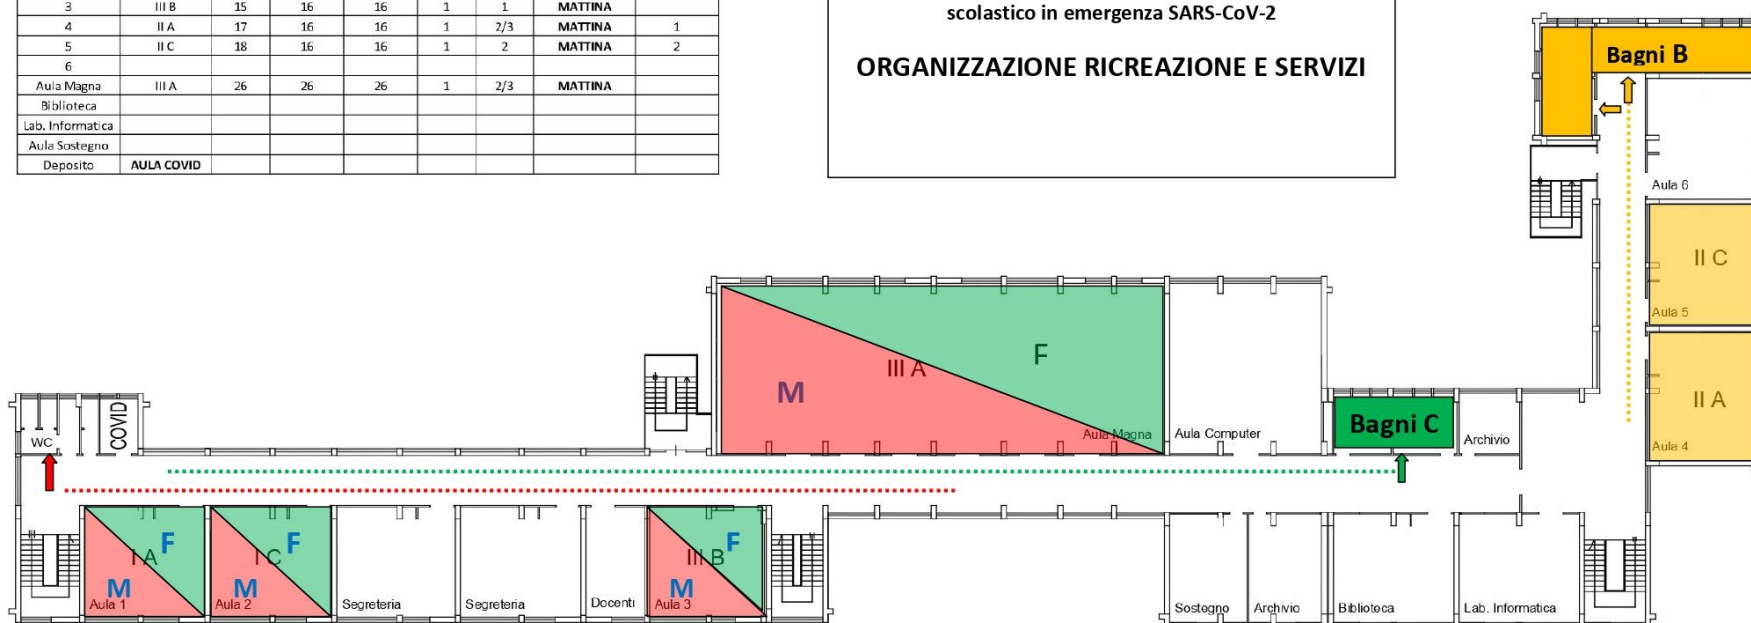 3 III B 15 16 16 1 1 MATTINA
4 II A 17 16 16 1 2/3 MATTINA 1
5 II C 18 16 16 1 2 MATTINA 2
6
Aula Magna III A 26 26 26 1 2/3 MATTINA
Biblioteca
Lab. Informatica
Aula Sostegno
Deposito AULA COVID
scolastico in emergenza SARS-CoV-2
ORGANIZZAZIONE RICREAZIONE E SERVIZI
Bagni B
Aula 6
II C
Aula 5
II A
Aula 4
III A
F
M
Aula Magna
Aula Computer
Bagni C
Archivio
WC
COVID
I A
F
M
Aula 1
I C
F
M
Aula 2
Segreteria
Segreteria
Docenti
III B
F
M
Aula 3
Sostegno
Archivio
Biblioteca
Lab. Informatica